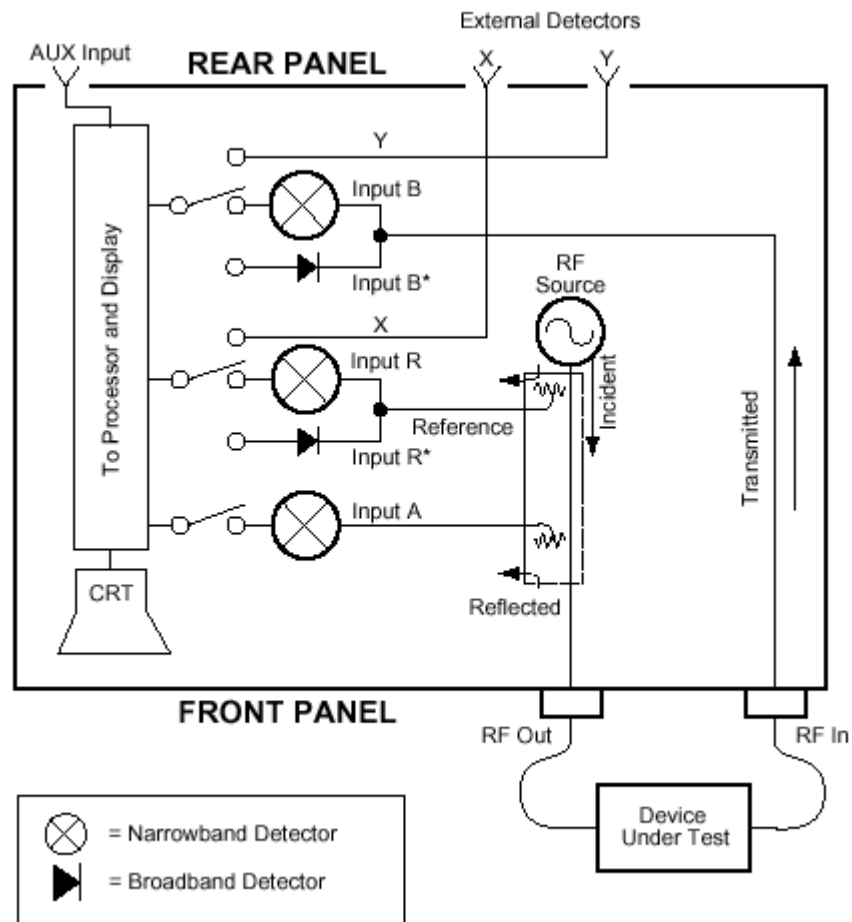 External Detectors
AUX Input
REAR PANEL
X
Y
Y
Input B
Input B*
RF
Source
X
Input R
Reference
Input R*
Incident
Transmitted
To Processor and Display
Input A
CRT
Reflected
FRONT PANEL
RF Out
RF In
Device
Under Test
= Narrowband Detector
= Broadband Detector